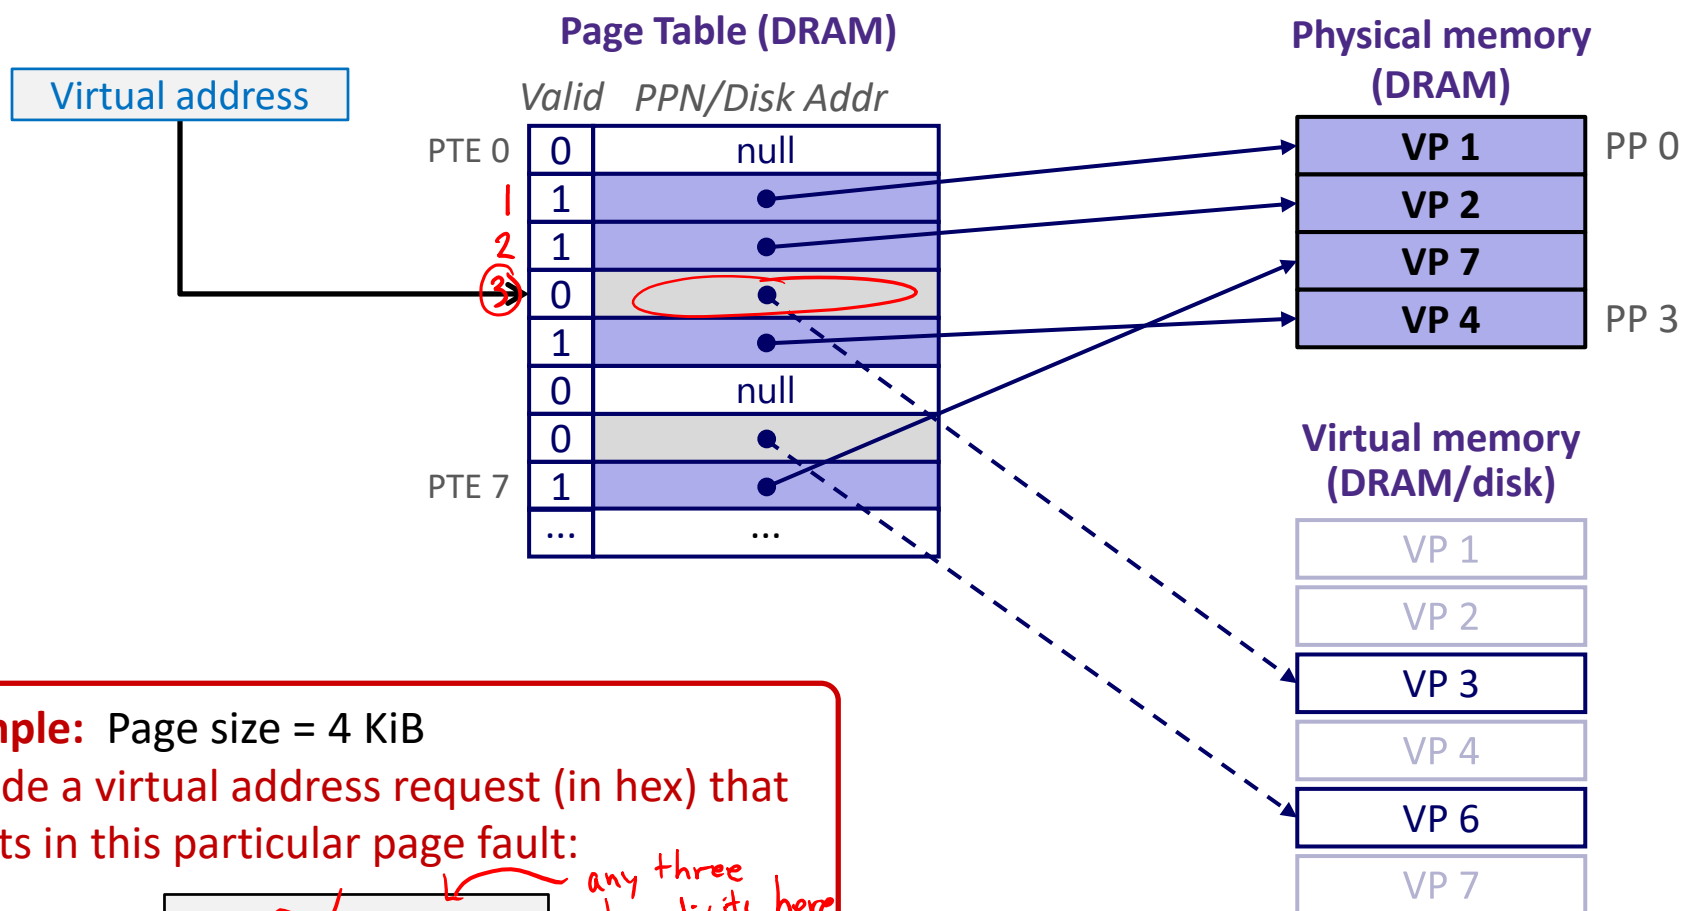 Page Table (DRAM)
Physical memory
(DRAM)
Virtual address
Valid PPN/Disk Addr
PTE 0 0 null
1 1
2 1
3 0
1
0 null
0
PTE 7 1
... ...
VP 1 PP 0
VP 2
VP 7
VP 4 PP 3
Virtual memory
(DRAM/disk)
VP 1
VP 2
VP 3
VP 4
VP 6
VP 7
mple: Page size = 4 KiB
de a virtual address request (in hex) that
ts in this particular page fault:
any three
digits here